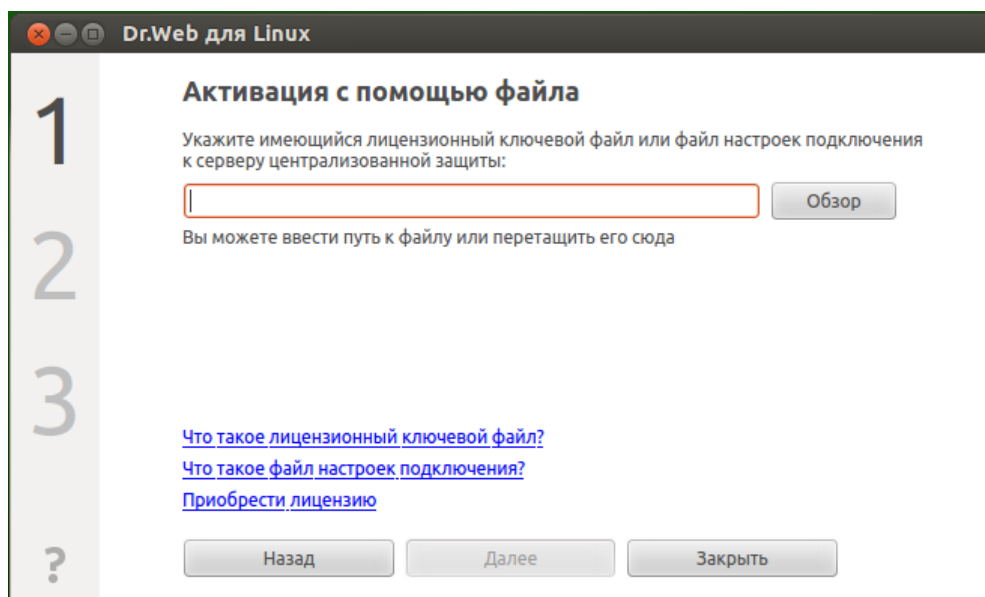 Dr.Web для Linux
1
Активация с помощью файла
Укажите имеющийся лицензионный ключевой файл или файл настроек подключения
к серверу централизованной защиты:
Обзор
Вы можете ввести путь к файлу или перетащить его сюда
2
3
Что такое лицензионный ключевой файл?
Что такое файл настроек подключения?
Приобрести лицензию
?
Назад
Далее
Закрыть